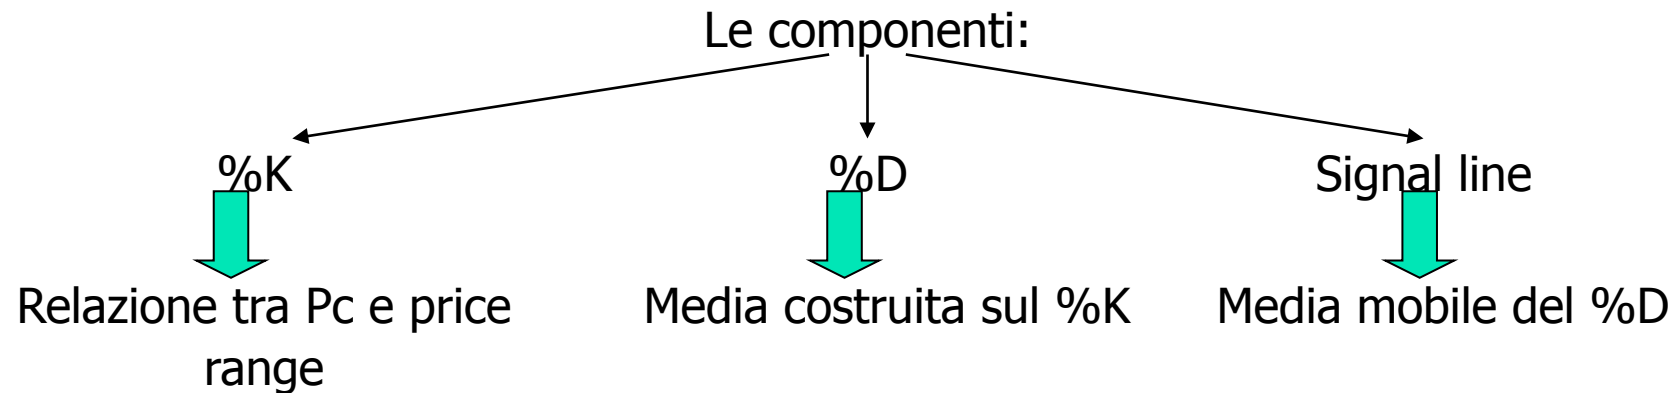 Le componenti:
%K
%D
Signal line
Relazione tra Pc e price
range
Media costruita sul %K
Media mobile del %D